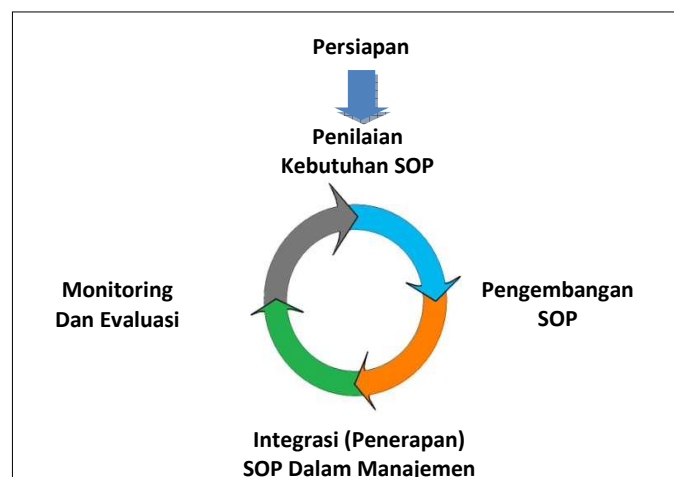 Persiapan
Penilaian
Kebutuhan SOP
Monitoring
Dan Evaluasi
Pengembangan
SOP
Integrasi (Penerapan)
SOP Dalam Manajemen